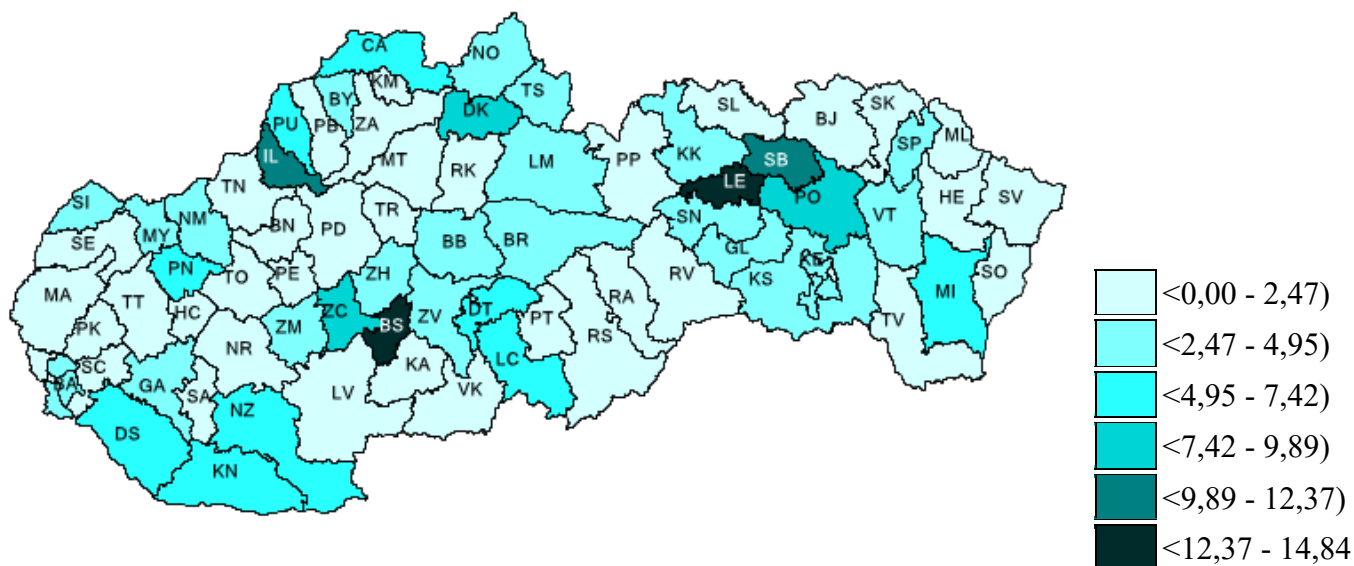 CA
NO
KM
BY
TS
DK
PU
PB
ZA
SL
SK
BJ
ML
SP
IL
MT
RK
LM
PP
KK
SB
LE
PO
HE
SV
TN
SI
NM
MY
BN
PD
TR
SN
VT
SE
BB
BR
GL
PN
TO
PE
ZH
RV
KS
KE
SO
MA
TT
HC
ZC
ZM
BS
ZV
DT
PT
RA
RS
MI
TV
PK
NR
SC
BA
GA
SA
LV
KA
VK
LC
NZ
DS
KN
<0,00 - 2,47)
<2,47 - 4,95)
<4,95 - 7,42)
<7,42 - 9,89)
<9,89 - 12,37)
<12,37 - 14,84